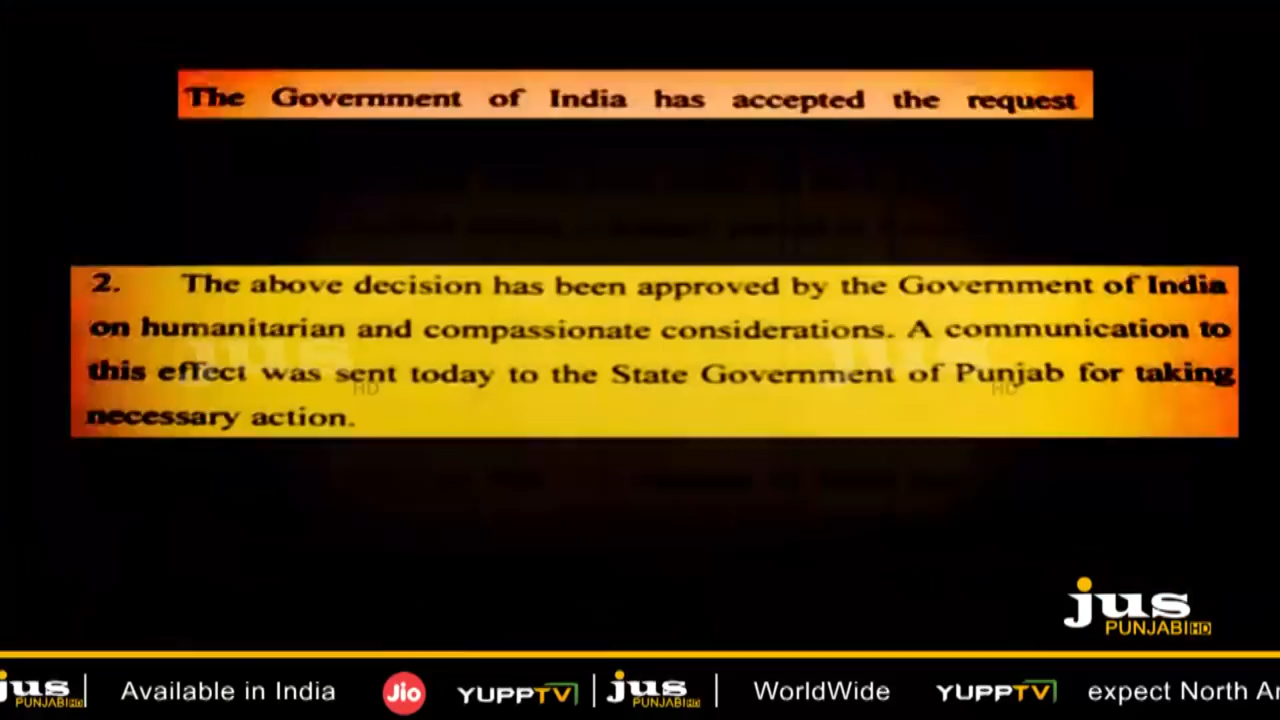 The Government of India has accepted the request
2. The above decision has been approved by the Government of India
on humanitarian and compassionate considerations. A communication to
this effect was sent today to the State Government of Punjab for taking
necessary action.
jus
HD
HD
jus
PUNJABI HD
jus PUNJABI HD | Available in India Jio YUPPTV | jus PUNJABI HD | WorldWide YUPPTV expect North